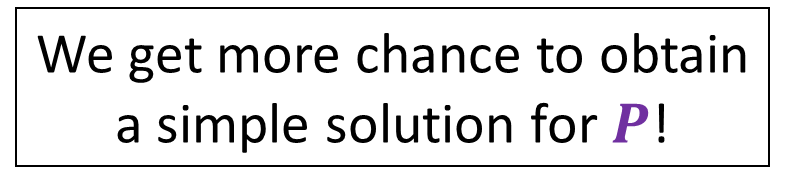 We get more chance to obtain
a simple solution for P!